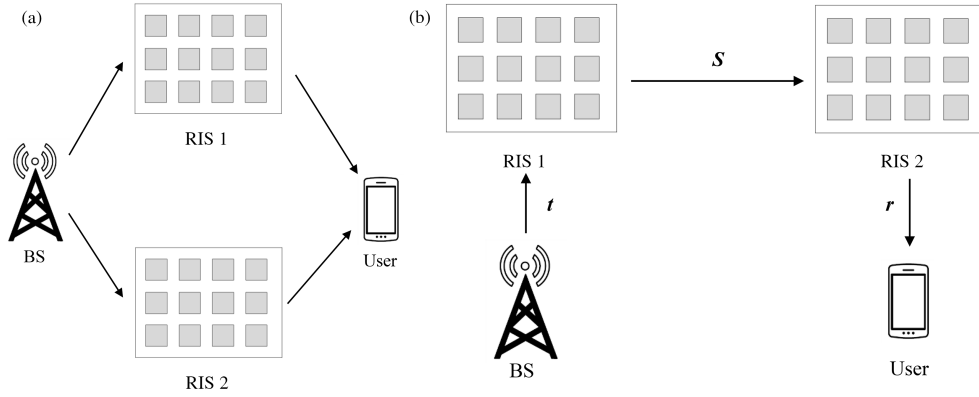 (a)
RIS 1
BS
User
RIS 2
(b)
S
RIS 1
RIS 2
t
r
BS
User